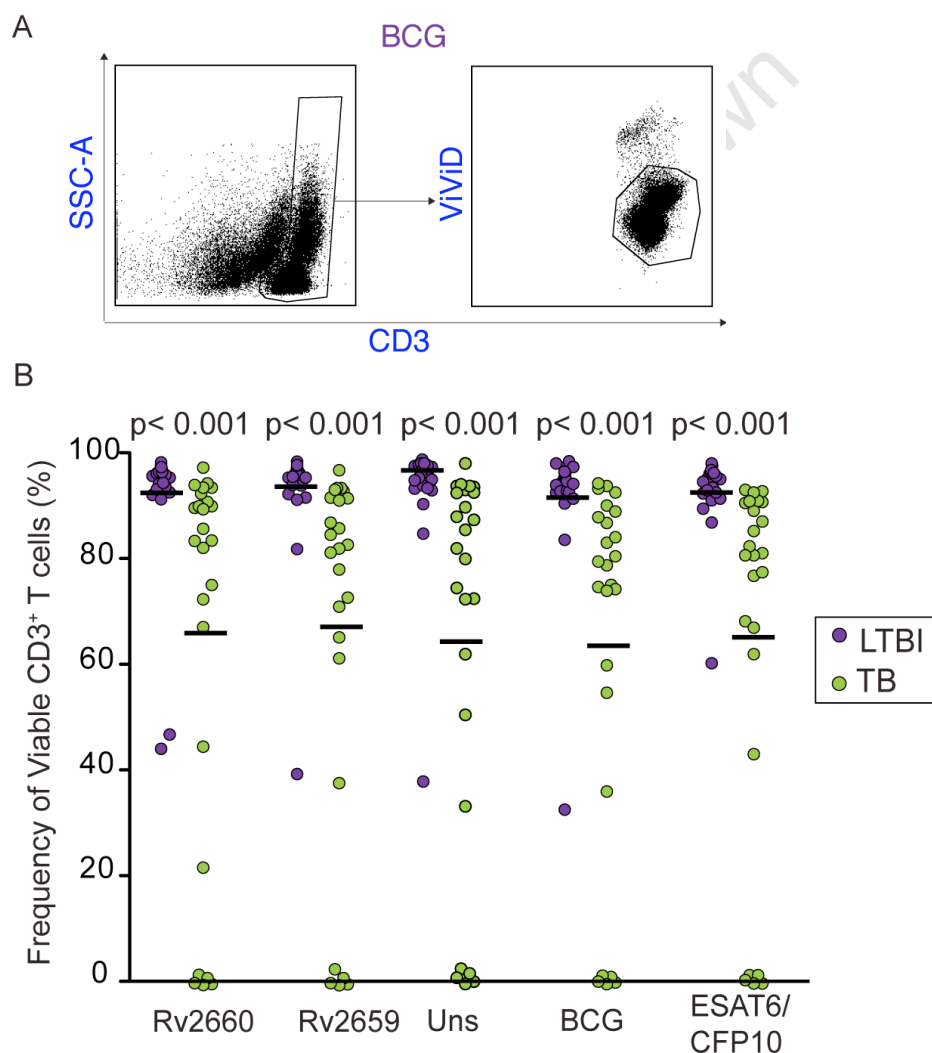 A
BCG
SSC-A
ViViD
CD3
B
p< 0.001 p< 0.001 p< 0.001 p< 0.001 p< 0.001
Frequency of Viable CD3⁺ T cells (%)
100
80
60
40
20
0
LTBI
TB
Rv2660 Rv2659 Uns BCG ESAT6/
CFP10